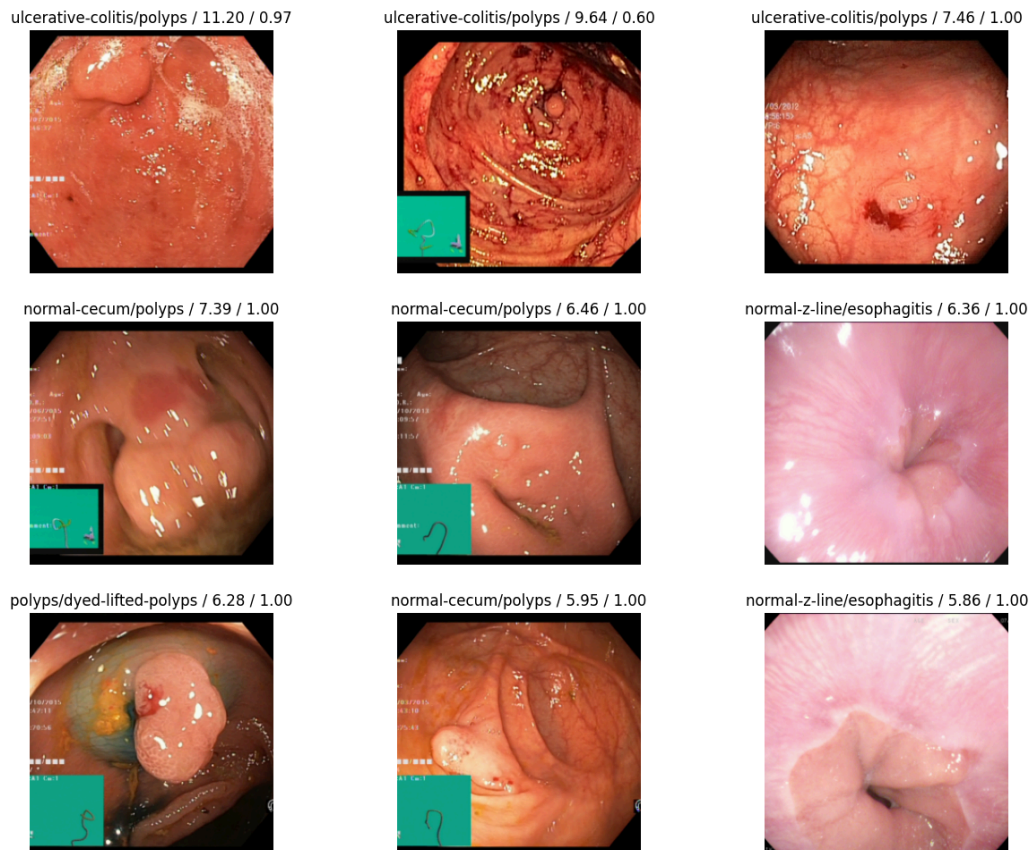 ulcerative-colitis/polyps / 11.20 / 0.97
ulcerative-colitis/polyps / 9.64 / 0.60
ulcerative-colitis/polyps / 7.46 / 1.00
normal-cecum/polyps / 7.39 / 1.00
normal-cecum/polyps / 6.46 / 1.00
normal-z-line/esophagitis / 6.36 / 1.00
polyps/dyed-lifted-polyps / 6.28 / 1.00
normal-cecum/polyps / 5.95 / 1.00
normal-z-line/esophagitis / 5.86 / 1.00